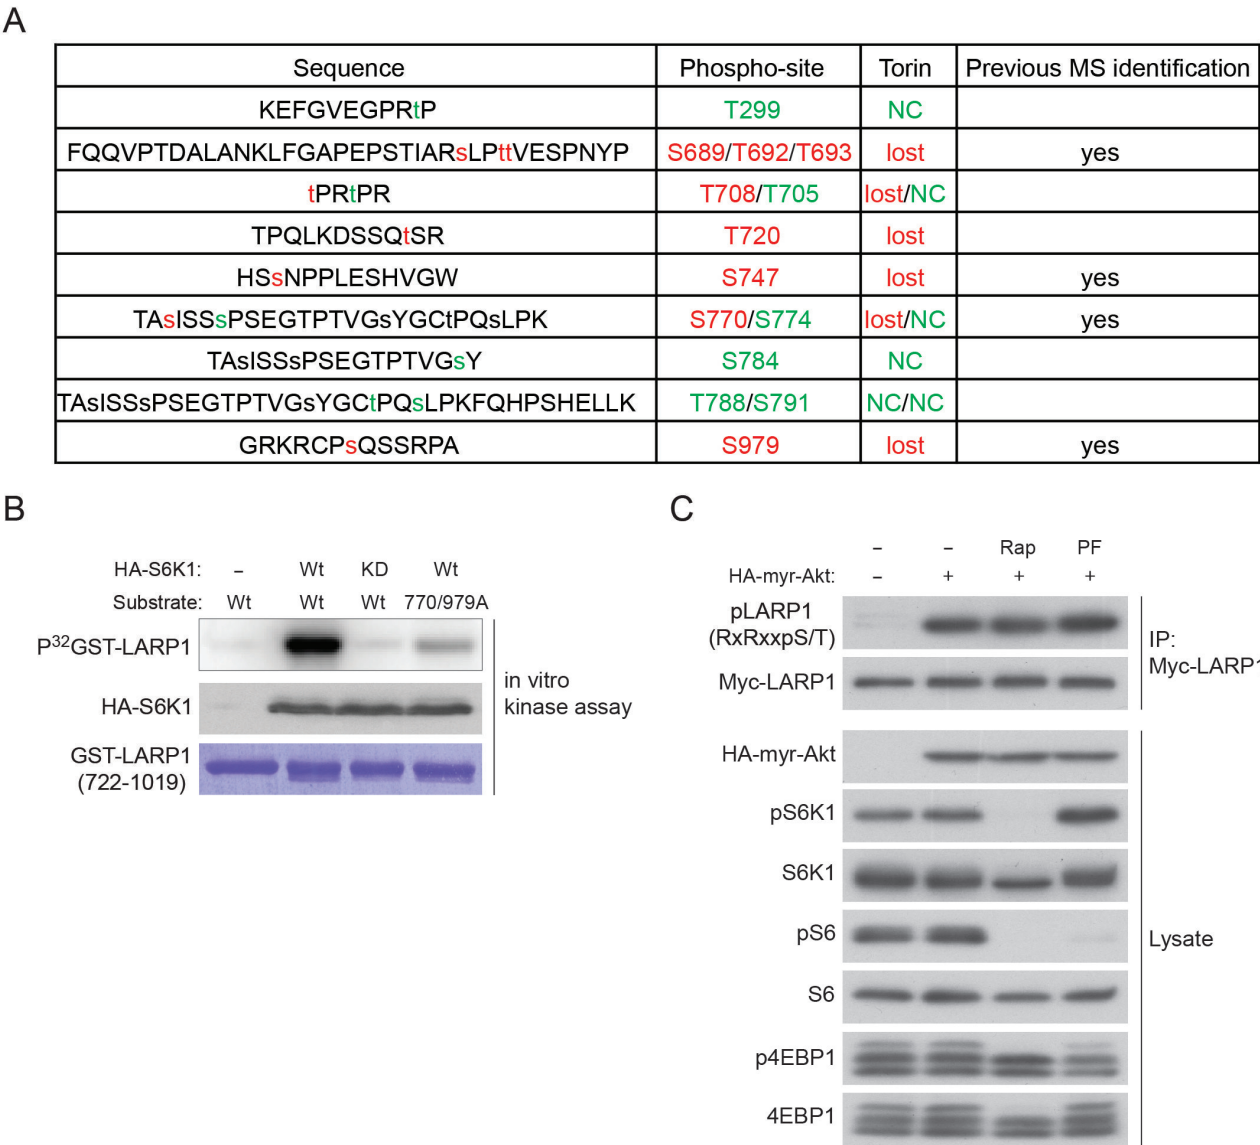 A
Sequence Phospho-site Torin Previous MS identification
KEFGVEGPRtP T299 NC
FQQVPTDALANKLFGAPEPSTIARsLPttVESPNYP S689/T692/T693 lost yes
tPRtPR T708/T705 lost/NC
TPQLKDSSQtSR T720 lost
HSsNPPLESHVGW S747 lost yes
TAsISSsPSEGTPTVGsYGCtPQsLPK S770/S774 lost/NC yes
TAsISSsPSEGTPTVGsY S784 NC
TAsISSsPSEGTPTVGsYGCtPQsLPKFQHPSHELLK T788/S791 NC/NC
GRKRCPsQSSRPA S979 lost yes
B
HA-S6K1: – Wt KD Wt
Substrate: Wt Wt Wt 770/979A
P32GST-LARP1
HA-S6K1
GST-LARP1
(722-1019)
in vitro
kinase assay
C
– – Rap PF
HA-myr-Akt: – + + +
pLARP1
(RxRxxpS/T)
Myc-LARP1
IP:
Myc-LARP1
HA-myr-Akt
pS6K1
S6K1
pS6
S6
p4EBP1
4EBP1
Lysate